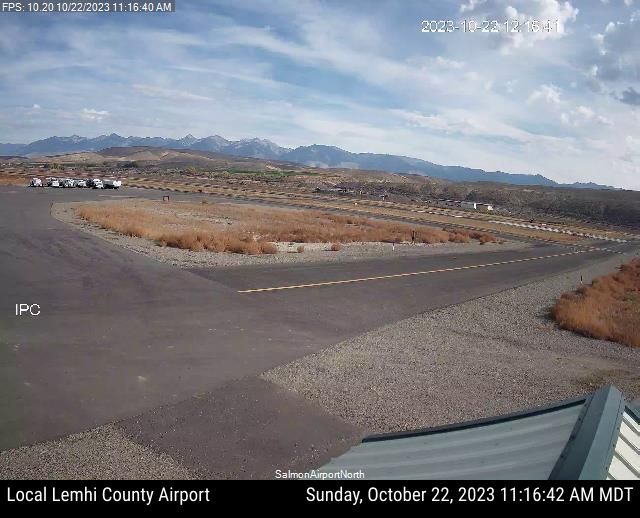 FPS: 10.20 10/22/2023 11:16:40 AM
2023-10-22 12:16:41
IPC
SalmonAirportNorth
Local Lemhi County Airport Sunday, October 22, 2023 11:16:42 AM MDT